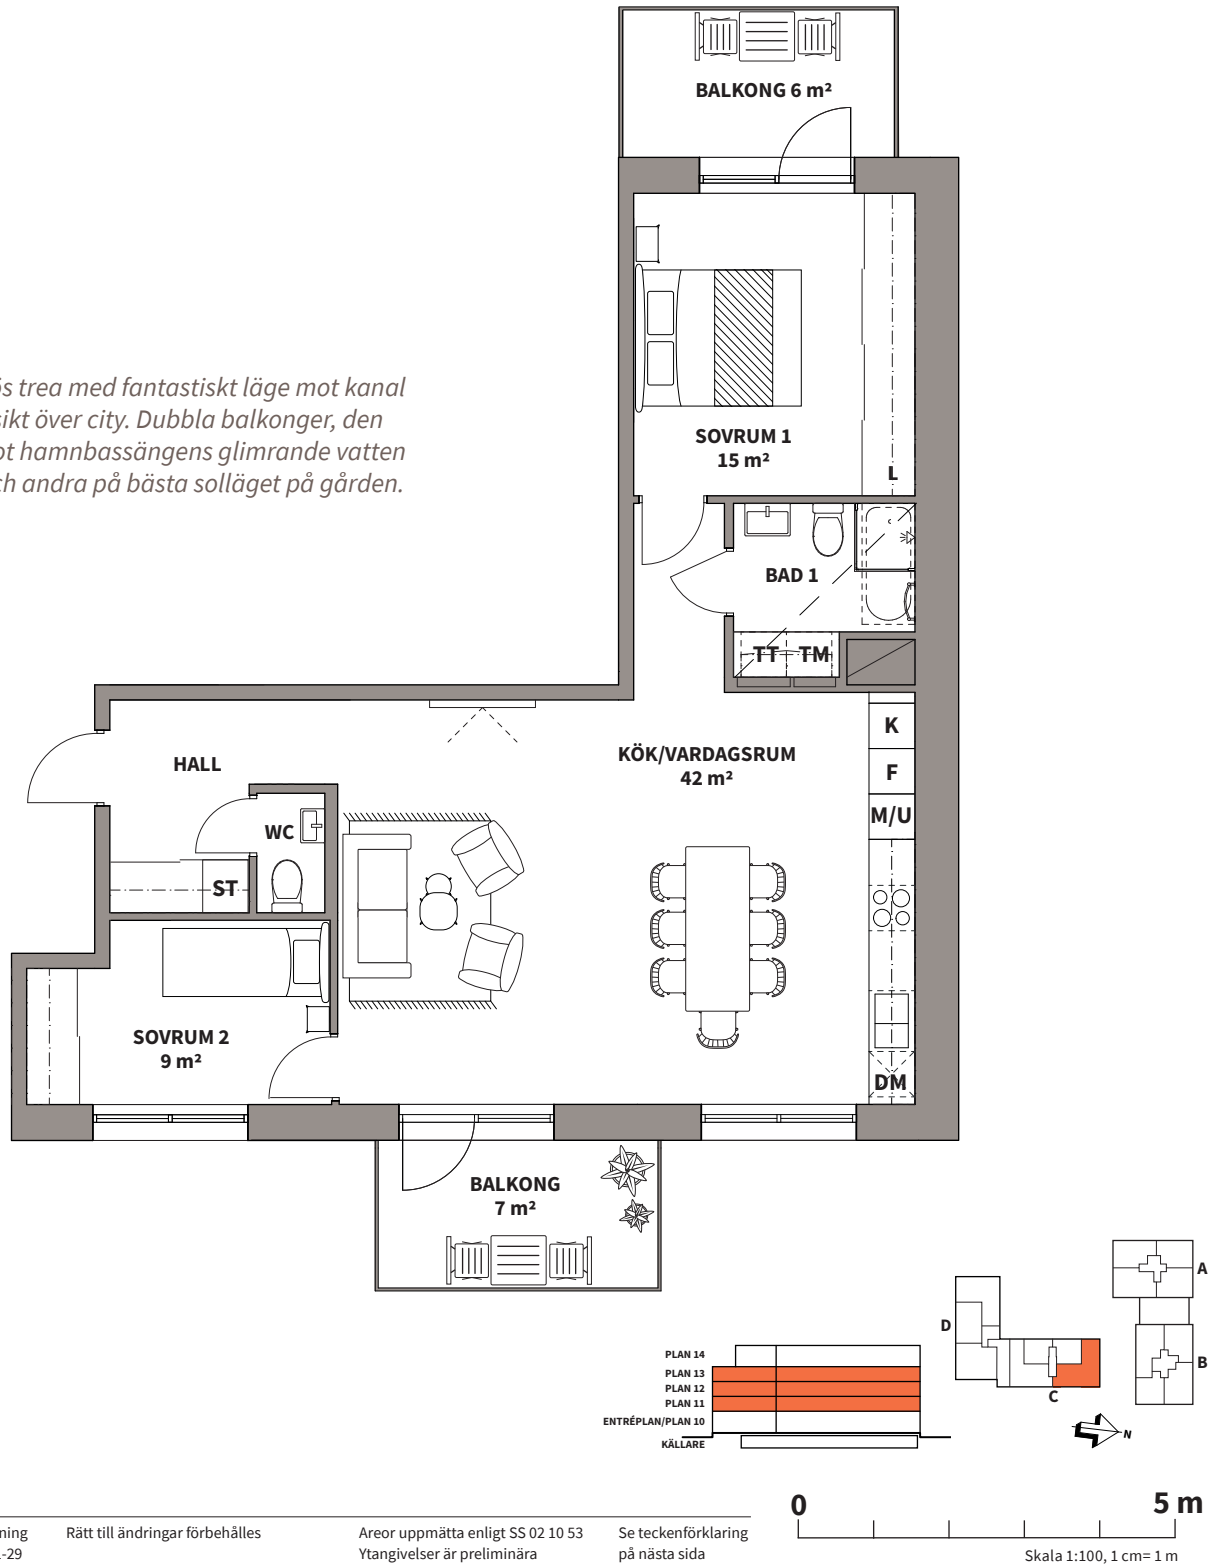 BALKONG 6 m²
s trea med fantastiskt läge mot kanal
sikt över city. Dubbla balkonger, den
ot hamnbassängens glimrande vatten
ch andra på bästa solläget på gården.
SOVRUM 1
15 m²
L
BAD 1
TT TM
K
F
M/U
DM
KÖK/VARDAGSRUM
42 m²
HALL
WC
ST
SOVRUM 2
9 m²
BALKONG
7 m²
A
B
C
D
N
PLAN 14
PLAN 13
PLAN 12
PLAN 11
ENTRÉPLAN/PLAN 10
KÄLLARE
0 5 m
Skala 1:100, 1 cm= 1 m
ning
-29
Rätt till ändringar förbehålles
Areor uppmätta enligt SS 02 10 53
Ytangivelser är preliminära
Se teckenförklaring
på nästa sida